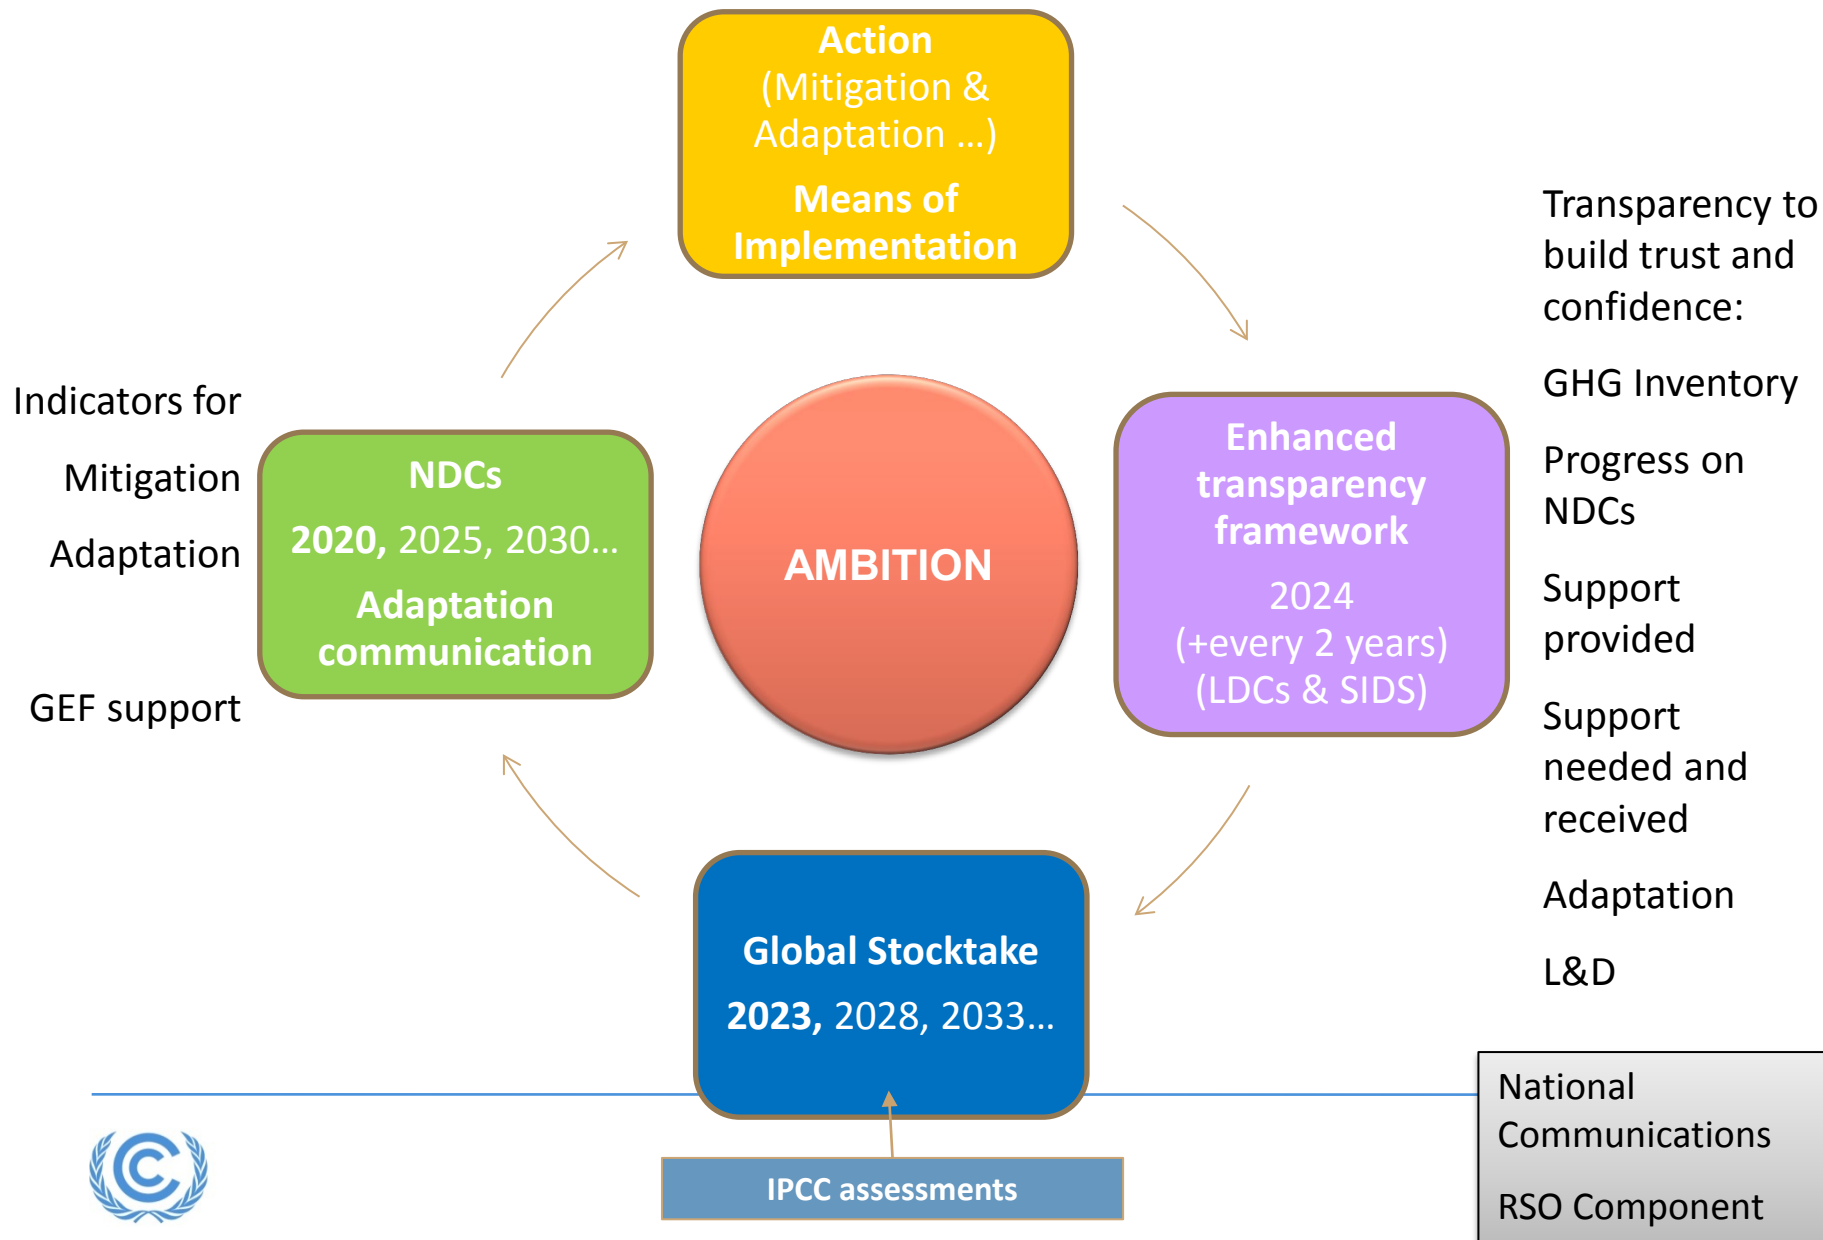 Action
(Mitigation &
Adaptation ...)
Means of
Implementation
Indicators for
Mitigation
Adaptation
GEF support
NDCs
2020, 2025, 2030...
Adaptation
communication
AMBITION
Enhanced
transparency
framework
2024
(+every 2 years)
(LDCs & SIDS)
Transparency to
build trust and
confidence:
GHG Inventory
Progress on
NDCs
Support
provided
Support
needed and
received
Adaptation
L&D
Global Stocktake
2023, 2028, 2033...
IPCC assessments
National
Communications
RSO Component